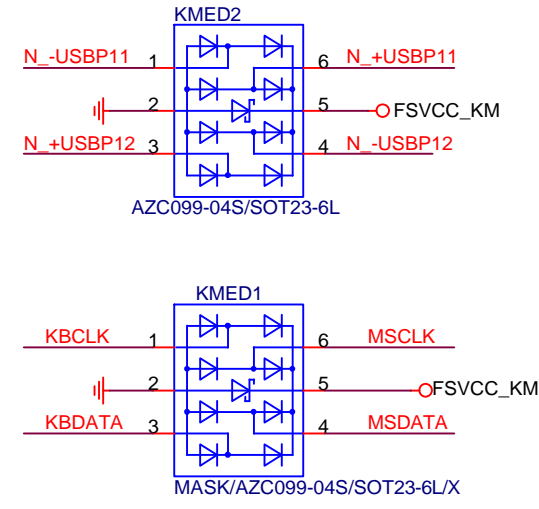 KMED2
N_-USBP11 1 6 N_+USBP11
2 5 FSVCC_KM
N_+USBP12 3 4 N_-USBP12
AZC099-04S/SOT23-6L
KMED1
KBCLK 1 6 MSCLK
2 5 FSVCC_KM
KBDATA 3 4 MSDATA
MASK/AZC099-04S/SOT23-6L/X